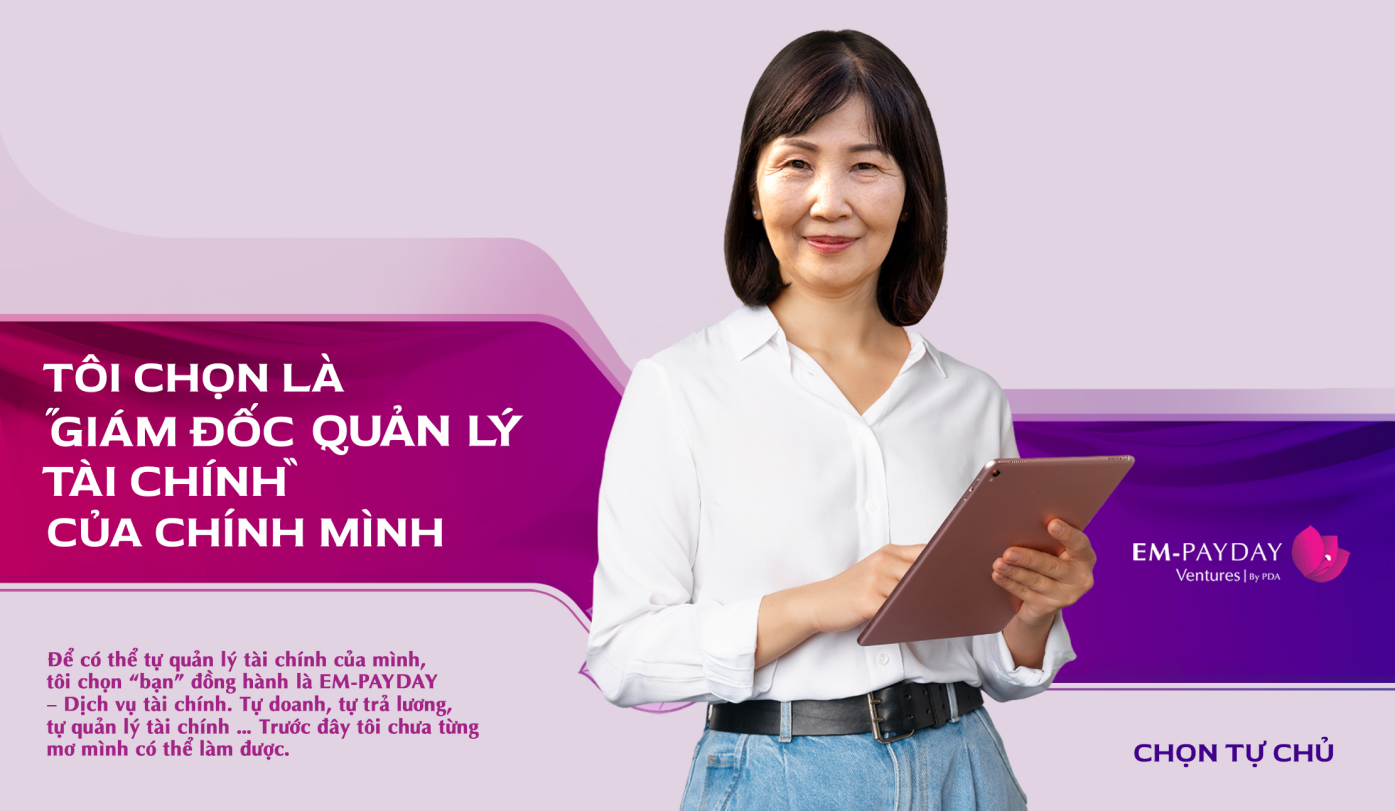 TÔI CHỌN LÀ
"GIÁM ĐỐC QUẢN LÝ
TÀI CHÍNH"
CỦA CHÍNH MÌNH
Để có thể tự quản lý tài chính của mình,
tôi chọn “bạn” đồng hành là EM-PAYDAY
– Dịch vụ tài chính. Tự doanh, tự trả lương,
tự quản lý tài chính ... Trước đây tôi chưa từng
mơ mình có thể làm được.
EM-PAYDAY
Ventures | By PDA
CHỌN TỰ CHỦ